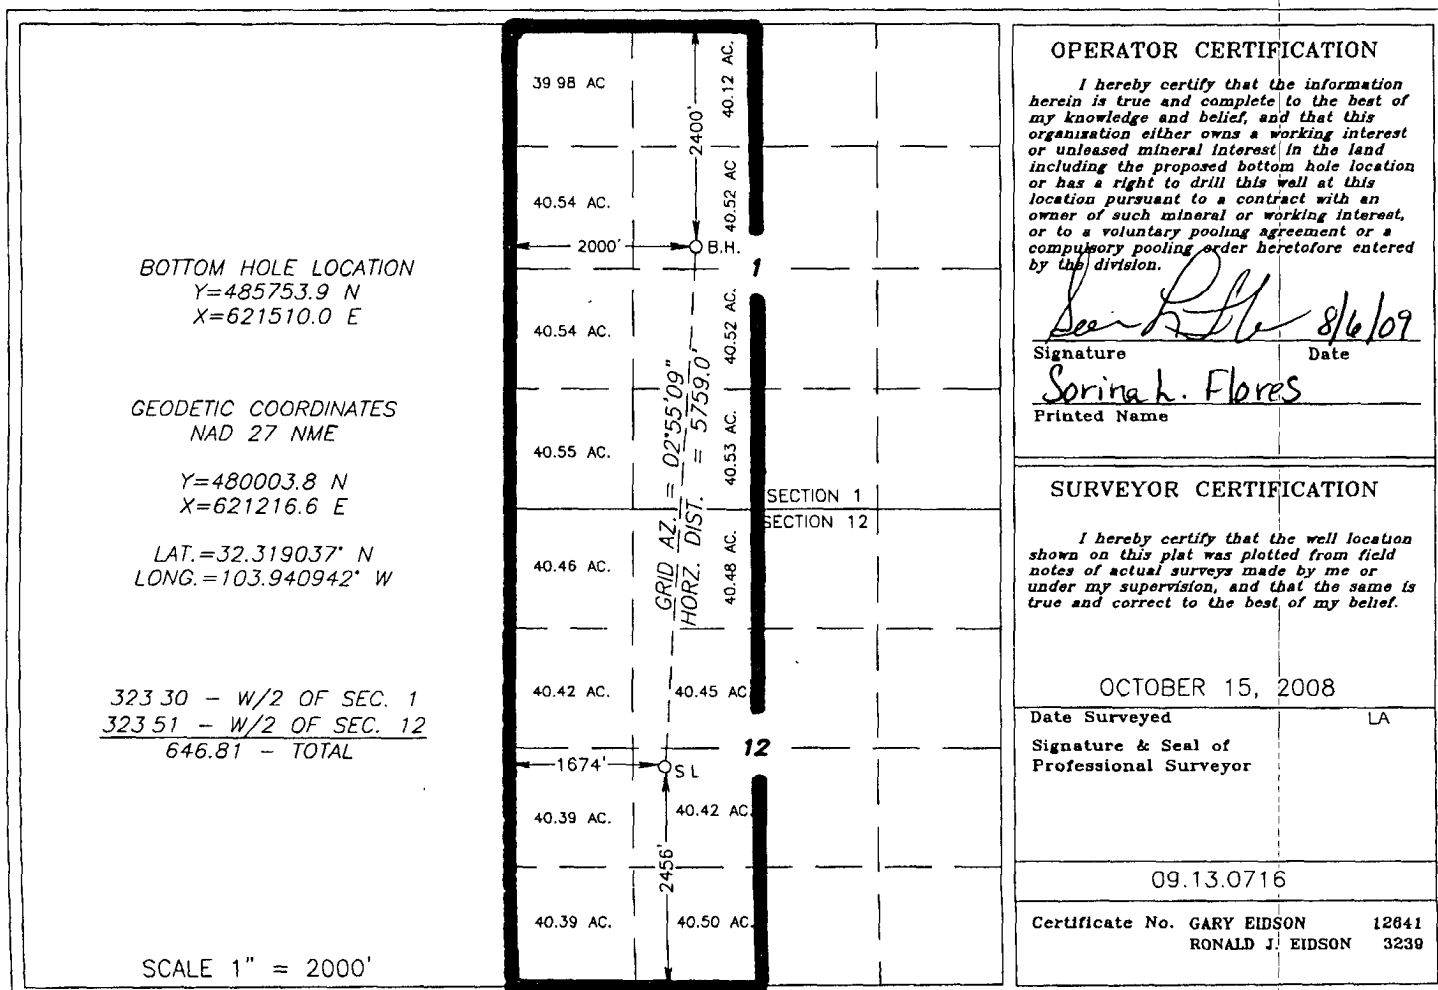 BOTTOM HOLE LOCATION
Y=485753.9 N
X=621510.0 E
GEODETIC COORDINATES
NAD 27 NME
Y=480003.8 N
X=621216.6 E
LAT.=32.319037° N
LONG.=103.940942° W
323 30 - W/2 OF SEC. 1
323 51 - W/2 OF SEC. 12
646.81 - TOTAL
SCALE 1" = 2000'
39 98 AC
40.12 AC.
2400'
40.54 AC.
40.52 AC
2000'
B.H.
1
40.54 AC.
40.52 AC.
40.55 AC.
40.53 AC.
GRID AZ. = 02°55'09"
HORZ. DIST. = 5759.0'
SECTION 1
SECTION 12
40.46 AC.
40.48 AC.
40.42 AC.
40.45 AC
12
1674'
S L
40.39 AC.
40.42 AC.
2456'
40.39 AC.
40.50 AC.
OPERATOR CERTIFICATION
I hereby certify that the information
herein is true and complete to the best of
my knowledge and belief, and that this
organization either owns a working interest
or unleased mineral interest in the land
including the proposed bottom hole location
or has a right to drill this well at this
location pursuant to a contract with an
owner of such mineral or working interest,
or to a voluntary pooling agreement or a
compulsory pooling order heretofore entered
by the division.
8/6/09
Signature Date
Sorina L. Flores
Printed Name
SURVEYOR CERTIFICATION
I hereby certify that the well location
shown on this plat was plotted from field
notes of actual surveys made by me or
under my supervision, and that the same is
true and correct to the best of my belief.
OCTOBER 15, 2008
Date Surveyed LA
Signature & Seal of
Professional Surveyor
09.13.0716
Certificate No. GARY EIDSON 12641
RONALD J. EIDSON 3239